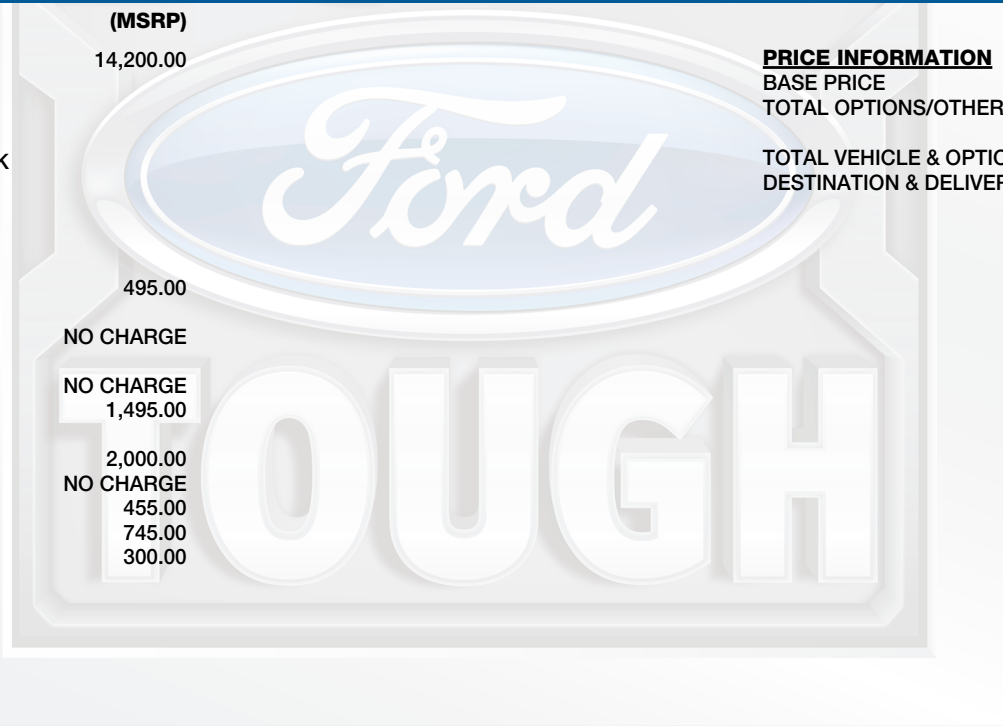 (MSRP)
14,200.00
K
495.00
NO CHARGE
NO CHARGE
1,495.00
2,000.00
NO CHARGE
455.00
745.00
300.00
PRICE INFORMATION
BASE PRICE
TOTAL OPTIONS/OTHER
TOTAL VEHICLE & OPTIO
DESTINATION & DELIVER
Ford
TOUGH